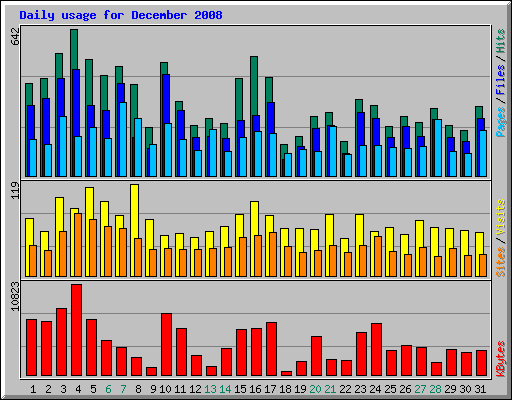 Daily usage for December 2008
642
Pages / Files / Hits
119
Sites / Visits
10823
KBytes
1 2 3 4 5 6 7 8 9 10 11 12 13 14 15 16 17 18 19 20 21 22 23 24 25 26 27 28 29 30 31